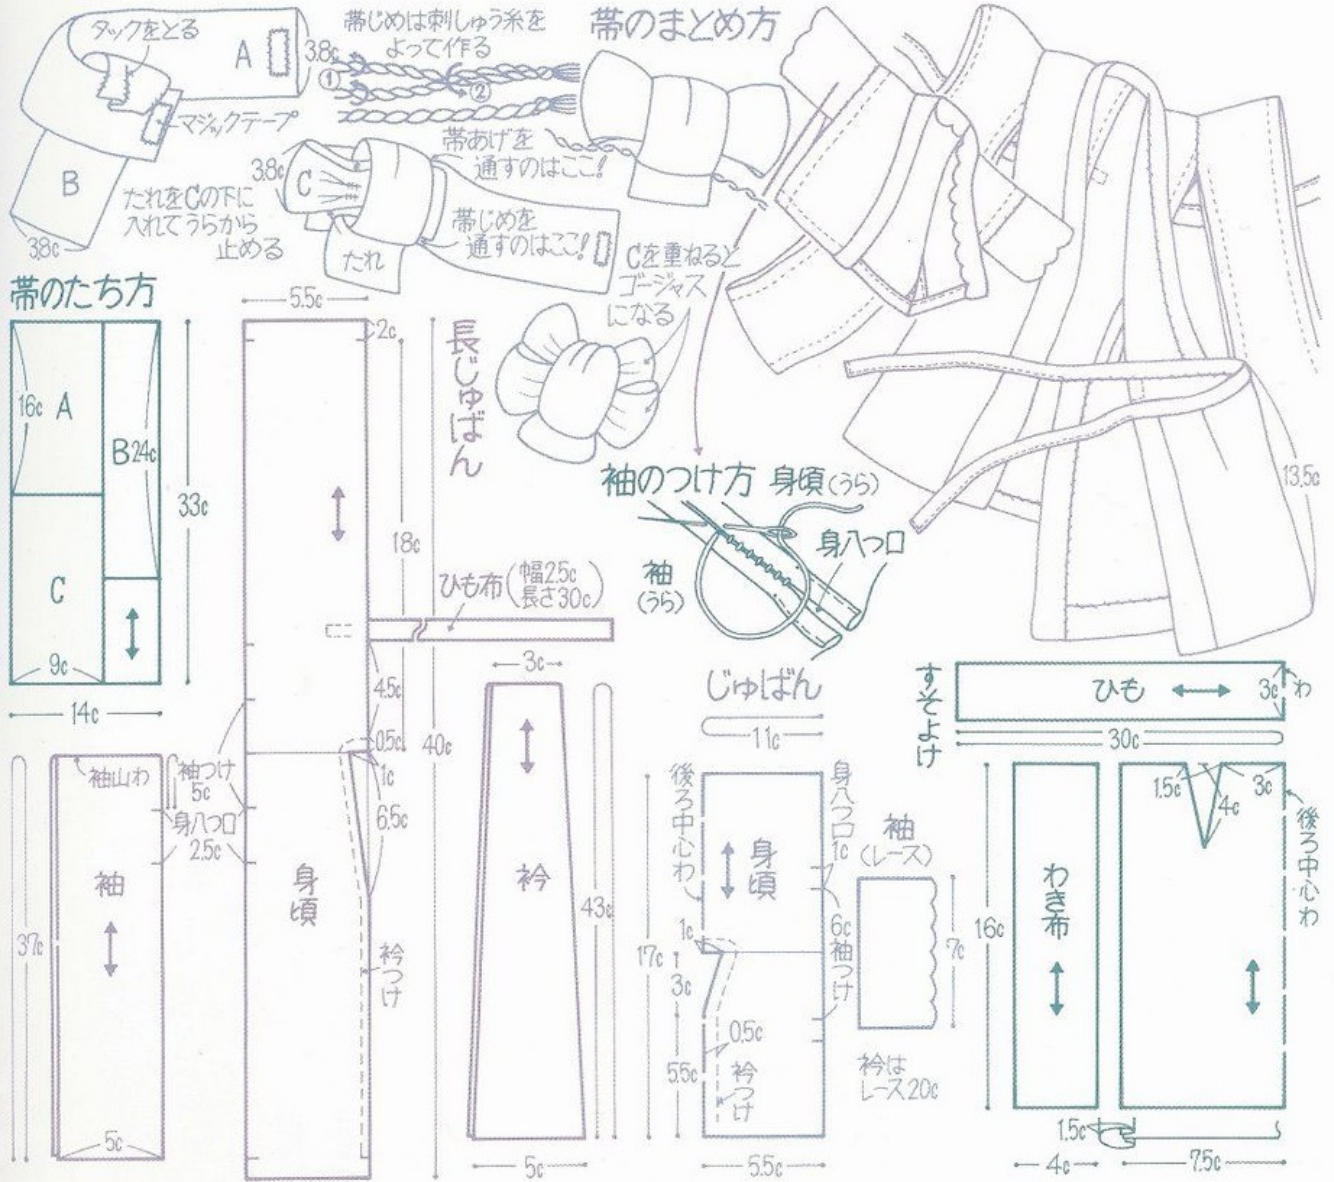 タックをとる
A
3.8c
マジックテープ
B
3.8c
たれをCの下に
入れてうらから
止める
帯じめは刺しゅう糸を
よって作る
①
②
帯のまとめ方
3.8c
C
たれ
帯あげを
通すのはここ!
帯じめを
通すのはここ!
Cを重ねると
ゴージャス
になる
帯のたち方
16c
A
B
24c
C
9c
33c
14c
5.5c
2c
長じゅばん
18c
ひも布(幅2.5c
長さ30c)
4.5c
0.5c
40c
1c
6.5c
身頃
衿つけ
袖山わ
袖つけ
5c
身八つ口
2.5c
袖
37c
5c
3c
衿
43c
5c
袖のつけ方
身頃(うら)
身八つ口
袖
(うら)
13.5c
じゅばん
11c
後ろ中心わ
身八つ口
1c
身頃
1c
6c
袖つけ
17c
3c
0.5c
5.5c
衿つけ
5.5c
袖
(レース)
7c
衿は
レース20c
すそよけ
ひも
3c
わ
30c
1.5c
4c
3c
後ろ中心わ
わき布
16c
1.5c
4c
7.5c